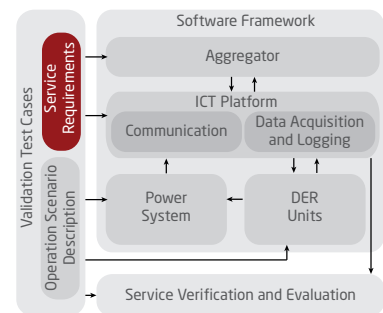 Validation Test Cases
Service
Requirements
Operation Scenario
Description
Software Framework
Aggregator
ICT Platform
Communication
Data Acquisition
and Logging
Power
System
DER
Units
Service Verification and Evaluation